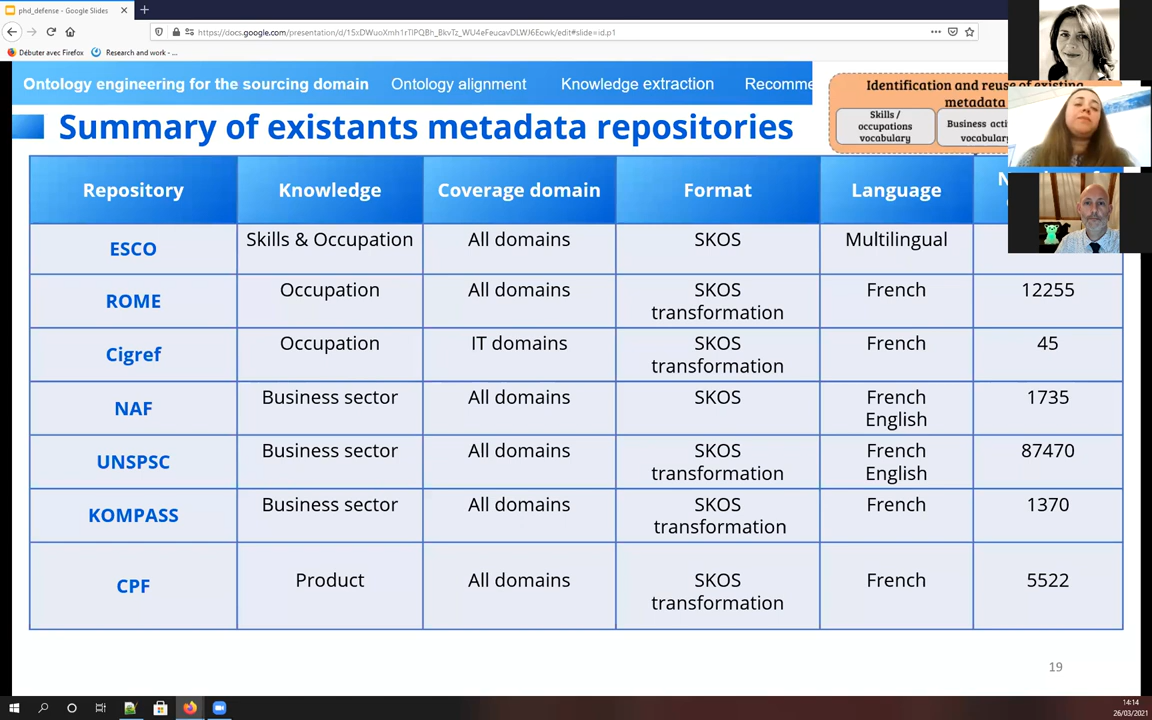 phd_defense - Google Slides
https://docs.google.com/presentation/d/15xDWuoXmh1rTIPQBh_BkvTz_WU4eFeucavDLWJ6Eowk/edit#slide=id.p1
Débuter avec Firefox Research and work - ...
Ontology engineering for the sourcing domain Ontology alignment Knowledge extraction Recomme
Identification and reuse of existing
metadata
Skills /
occupations
vocabulary
Business acti
vocabulary
Summary of existants metadata repositories
Repository Knowledge Coverage domain Format Language
ESCO Skills & Occupation All domains SKOS Multilingual
ROME Occupation All domains SKOS
transformation French 12255
Cigref Occupation IT domains SKOS
transformation French 45
NAF Business sector All domains SKOS French
English 1735
UNSPSC Business sector All domains SKOS
transformation French
English 87470
KOMPASS Business sector All domains SKOS
transformation French 1370
CPF Product All domains SKOS
transformation French 5522
19
14:14
26/03/2021